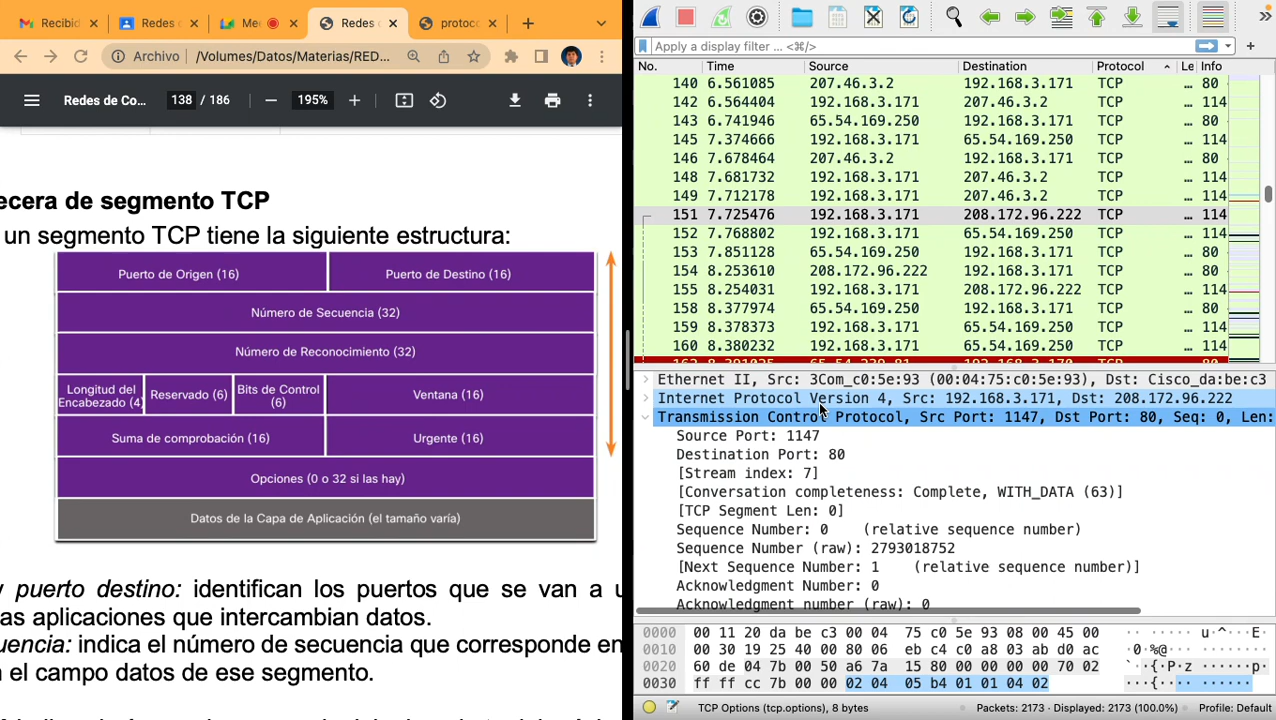 Recibid
Redes
Mee
Redes
protoco
Archivo /Volumes/Datos/Materias/RED...
Redes de Co... 138 / 186 195%
ecera de segmento TCP
un segmento TCP tiene la siguiente estructura:
Puerto de Origen (16) Puerto de Destino (16)
Número de Secuencia (32)
Número de Reconocimiento (32)
Longitud del Encabezado (4) Reservado (6) Bits de Control (6) Ventana (16)
Suma de comprobación (16) Urgente (16)
Opciones (0 o 32 si las hay)
Datos de la Capa de Aplicación (el tamaño varía)
y puerto destino: identifican los puertos que se van a u
as aplicaciones que intercambian datos.
uencia: indica el número de secuencia que corresponde en
n el campo datos de ese segmento.
Apply a display filter ... <⌘/>
No. Time Source Destination Protocol Le Info
140 6.561085 207.46.3.2 192.168.3.171 TCP ... 80
142 6.564404 192.168.3.171 207.46.3.2 TCP ... 114
143 6.741946 65.54.169.250 192.168.3.171 TCP ... 80
145 7.374666 192.168.3.171 65.54.169.250 TCP ... 114
146 7.678464 207.46.3.2 192.168.3.171 TCP ... 80
148 7.681732 192.168.3.171 207.46.3.2 TCP ... 114
149 7.712178 192.168.3.171 207.46.3.2 TCP ... 114
151 7.725476 192.168.3.171 208.172.96.222 TCP ... 114
152 7.768802 192.168.3.171 65.54.169.250 TCP ... 114
153 7.851128 65.54.169.250 192.168.3.171 TCP ... 80
154 8.253610 208.172.96.222 192.168.3.171 TCP ... 80
155 8.254031 192.168.3.171 208.172.96.222 TCP ... 114
158 8.377974 65.54.169.250 192.168.3.171 TCP ... 80
159 8.378373 192.168.3.171 65.54.169.250 TCP ... 114
160 8.380232 192.168.3.171 65.54.169.250 TCP ... 114
Ethernet II, Src: 3Com_c0:5e:93 (00:04:75:c0:5e:93), Dst: Cisco_da:be:c3
Internet Protocol Version 4, Src: 192.168.3.171, Dst: 208.172.96.222
Transmission Control Protocol, Src Port: 1147, Dst Port: 80, Seq: 0, Len:
Source Port: 1147
Destination Port: 80
[Stream index: 7]
[Conversation completeness: Complete, WITH_DATA (63)]
[TCP Segment Len: 0]
Sequence Number: 0 (relative sequence number)
Sequence Number (raw): 2793018752
[Next Sequence Number: 1 (relative sequence number)]
Acknowledgment Number: 0
Acknowledgment number (raw): 0
0000 00 11 20 da be c3 00 04 75 c0 5e 93 08 00 45 00 ·· ····· u·^···E·
0010 00 30 19 25 40 00 80 06 eb c4 c0 a8 03 ab d0 ac ·0·%@··· ········
0020 60 de 04 7b 00 50 a6 7a 15 80 00 00 00 00 70 02 `··{·P·z ······p·
0030 ff ff cc 7b 00 00 02 04 05 b4 01 01 04 02 ···{···· ······
TCP Options (tcp.options), 8 bytes Packets: 2173 · Displayed: 2173 (100.0%) Profile: Default